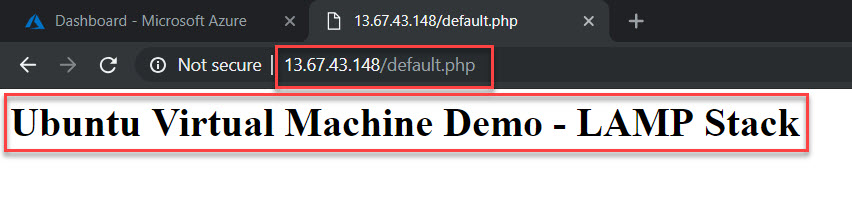 Dashboard - Microsoft Azure
13.67.43.148/default.php
Not secure | 13.67.43.148/default.php
Ubuntu Virtual Machine Demo - LAMP Stack